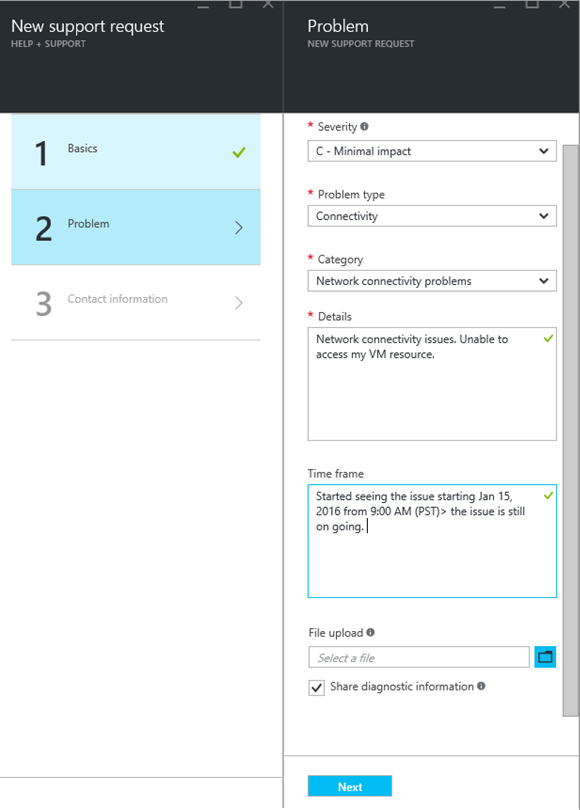 New support request
HELP + SUPPORT
1 Basics
2 Problem
3 Contact information
Problem
NEW SUPPORT REQUEST
* Severity
C - Minimal impact
* Problem type
Connectivity
* Category
Network connectivity problems
* Details
Network connectivity issues. Unable to
access my VM resource.
Time frame
Started seeing the issue starting Jan 15,
2016 from 9:00 AM (PST)> the issue is still
on going.
File upload
Select a file
Share diagnostic information
Next